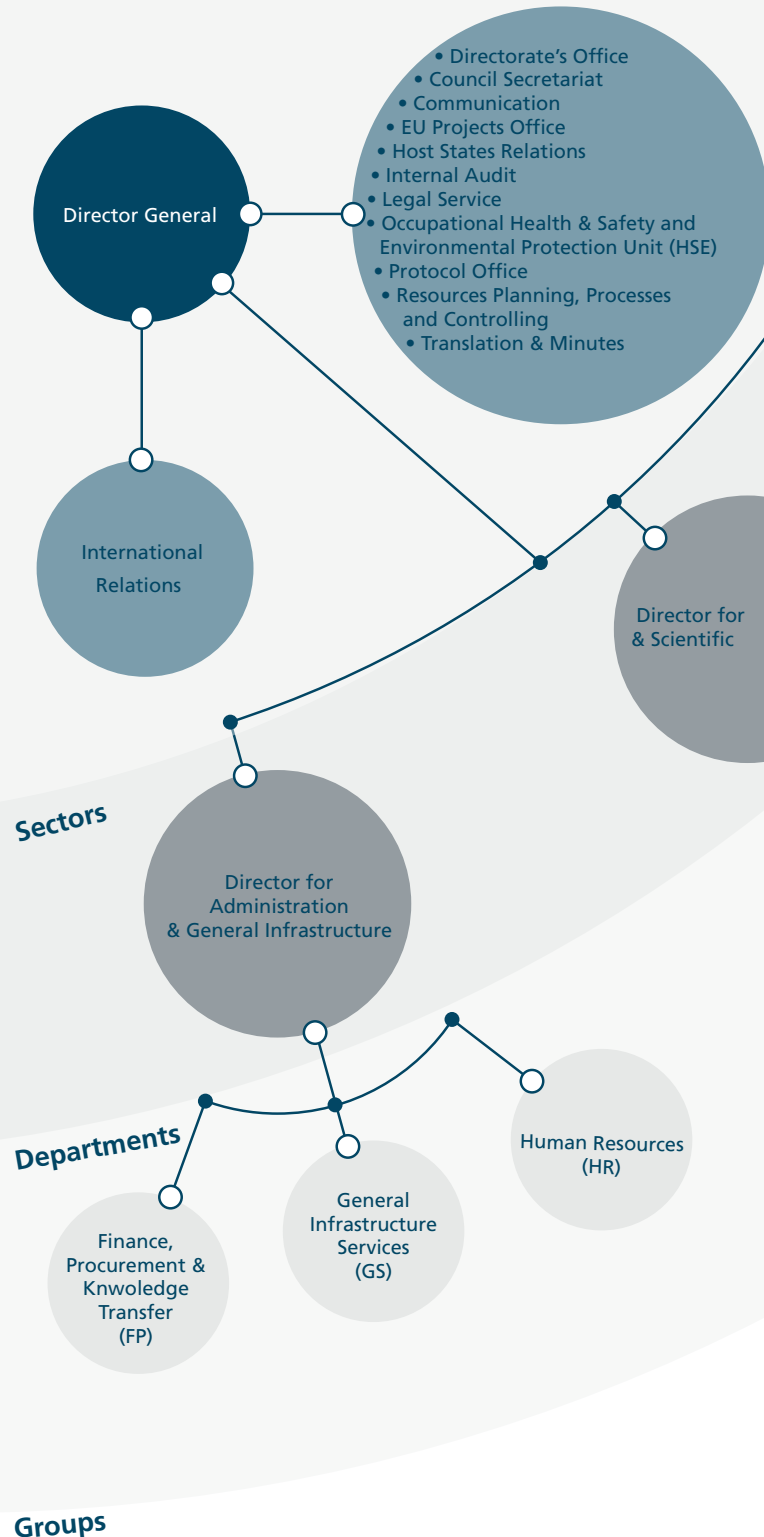 • Directorate's Office
• Council Secretariat
• Communication
• EU Projects Office
• Host States Relations
• Internal Audit
• Legal Service
• Occupational Health & Safety and
Environmental Protection Unit (HSE)
• Protocol Office
• Resources Planning, Processes
and Controlling
• Translation & Minutes
Director General
International
Relations
Director for
& Scientific
Sectors
Director for
Administration
& General Infrastructure
Departments
Finance,
Procurement &
Knwoledge
Transfer
(FP)
General
Infrastructure
Services
(GS)
Human Resources
(HR)
Groups